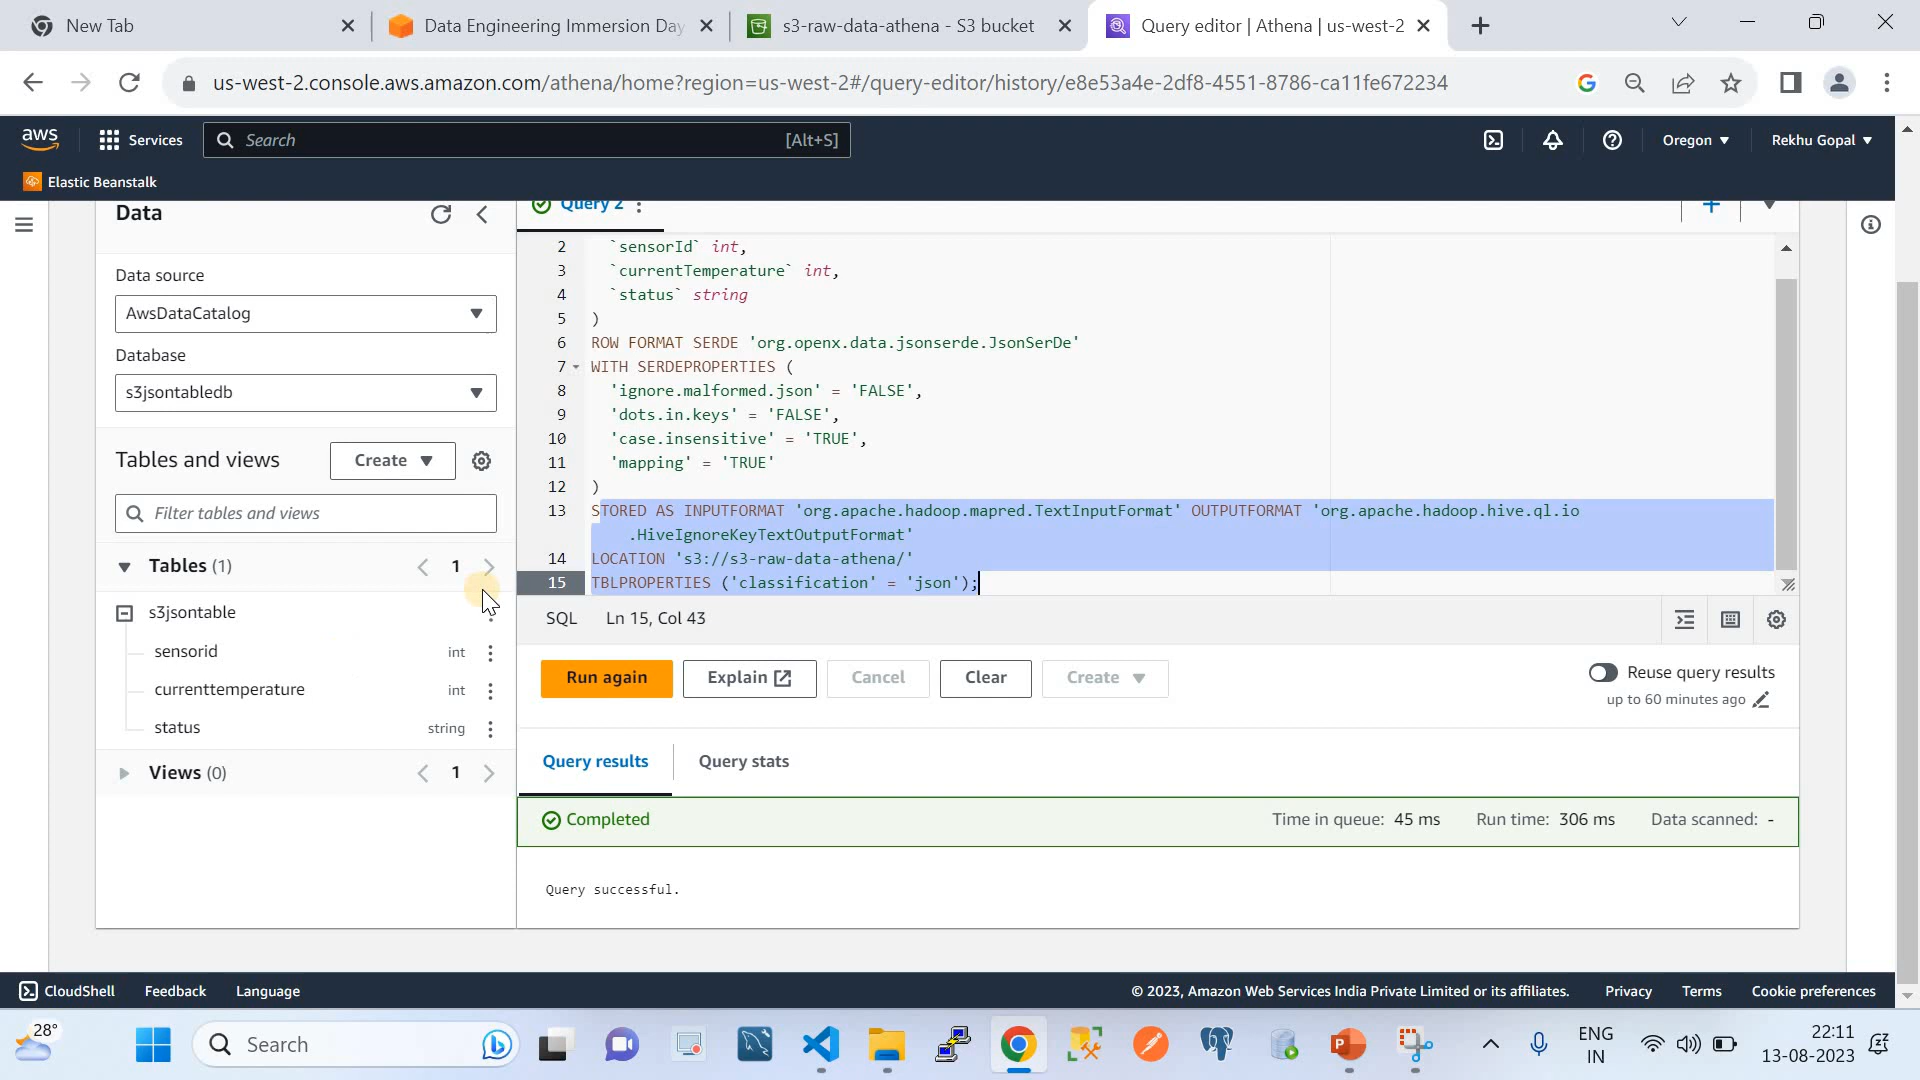 New Tab
Data Engineering Immersion Day
s3-raw-data-athena - S3 bucket
Query editor | Athena | us-west-2
us-west-2.console.aws.amazon.com/athena/home?region=us-west-2#/query-editor/history/e8e53a4e-2df8-4551-8786-ca11fe672234
aws
Services
Search
[Alt+S]
Oregon
Rekhu Gopal
Elastic Beanstalk
Data
Query 2
Data source
AwsDataCatalog
Database
s3jsontabledb
Tables and views
Create
Filter tables and views
Tables (1)
1
s3jsontable
sensorid int
currenttemperature int
status string
Views (0)
1
2 `sensorId` int,
3 `currentTemperature` int,
4 `status` string
5 )
6 ROW FORMAT SERDE 'org.openx.data.jsonserde.JsonSerDe'
7 WITH SERDEPROPERTIES (
8 'ignore.malformed.json' = 'FALSE',
9 'dots.in.keys' = 'FALSE',
10 'case.insensitive' = 'TRUE',
11 'mapping' = 'TRUE'
12 )
13 STORED AS INPUTFORMAT 'org.apache.hadoop.mapred.TextInputFormat' OUTPUTFORMAT 'org.apache.hadoop.hive.ql.io
.HiveIgnoreKeyTextOutputFormat'
14 LOCATION 's3://s3-raw-data-athena/'
15 TBLPROPERTIES ('classification' = 'json');
SQL Ln 15, Col 43
Run again
Explain
Cancel
Clear
Create
Reuse query results
up to 60 minutes ago
Query results
Query stats
Completed
Time in queue: 45 ms Run time: 306 ms Data scanned: -
Query successful.
CloudShell Feedback Language
© 2023, Amazon Web Services India Private Limited or its affiliates. Privacy Terms Cookie preferences
28°
Search
ENG
IN
22:11
13-08-2023